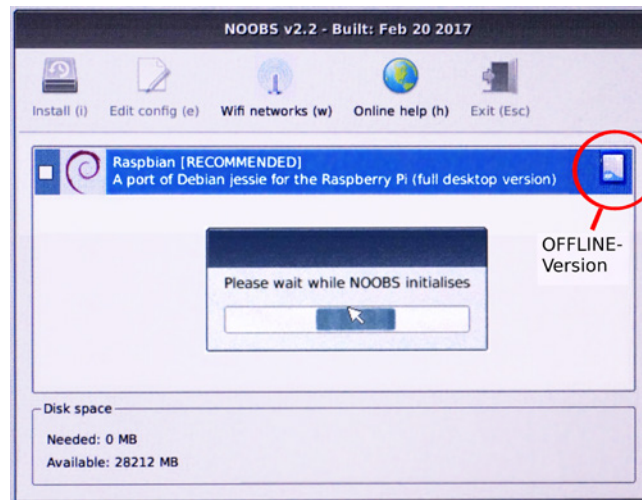 NOOBS v2.2 - Built: Feb 20 2017
Install (i) Edit config (e) Wifi networks (w) Online help (h) Exit (Esc)
Raspbian [RECOMMENDED]
A port of Debian jessie for the Raspberry Pi (full desktop version)
OFFLINE-
Version
Please wait while NOOBS initialises
Disk space
Needed: 0 MB
Available: 28212 MB